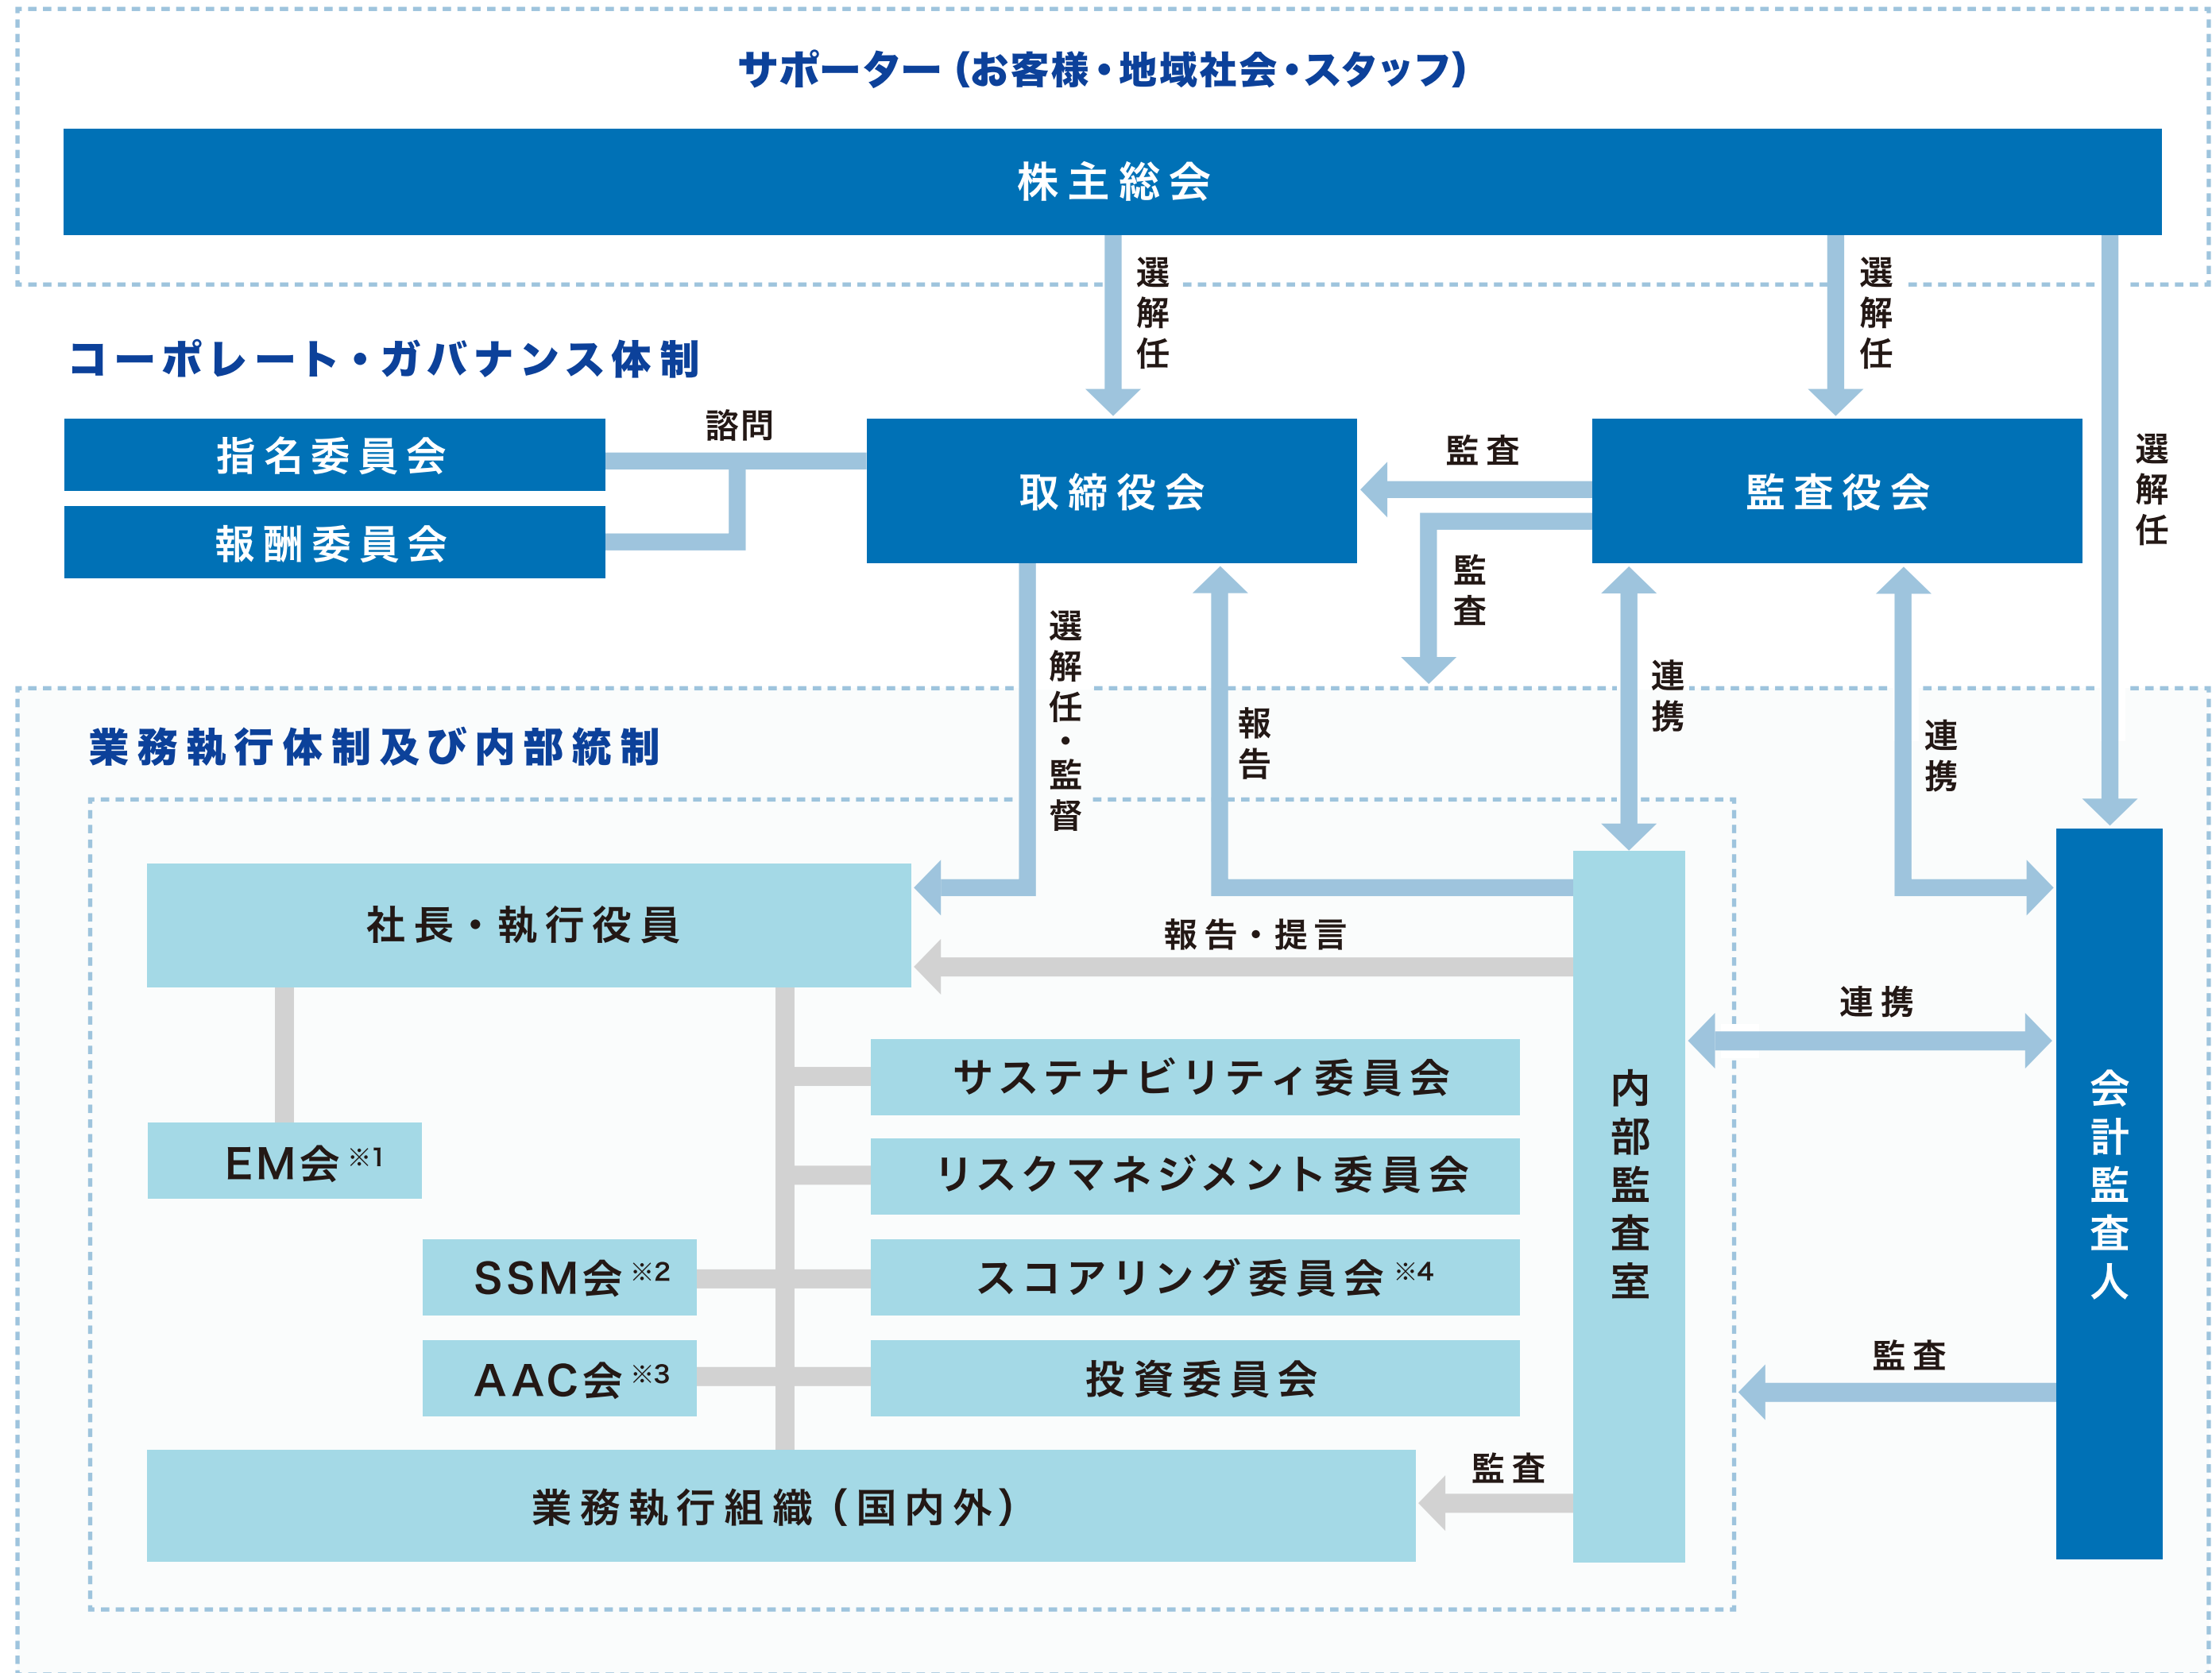 サポーター（お客様・地域社会・スタッフ）
株主総会
選解任
選解任
選解任
コーポレート・ガバナンス体制
指名委員会
報酬委員会
諮問
取締役会
監査
監査役会
監査
選解任・監督
報告
連携
連携
業務執行体制及び内部統制
社長・執行役員
報告・提言
連携
EM会※1
サステナビリティ委員会
リスクマネジメント委員会
SSM会※2
スコアリング委員会※4
AAC会※3
投資委員会
内部監査室
会計監査人
監査
業務執行組織（国内外）
監査